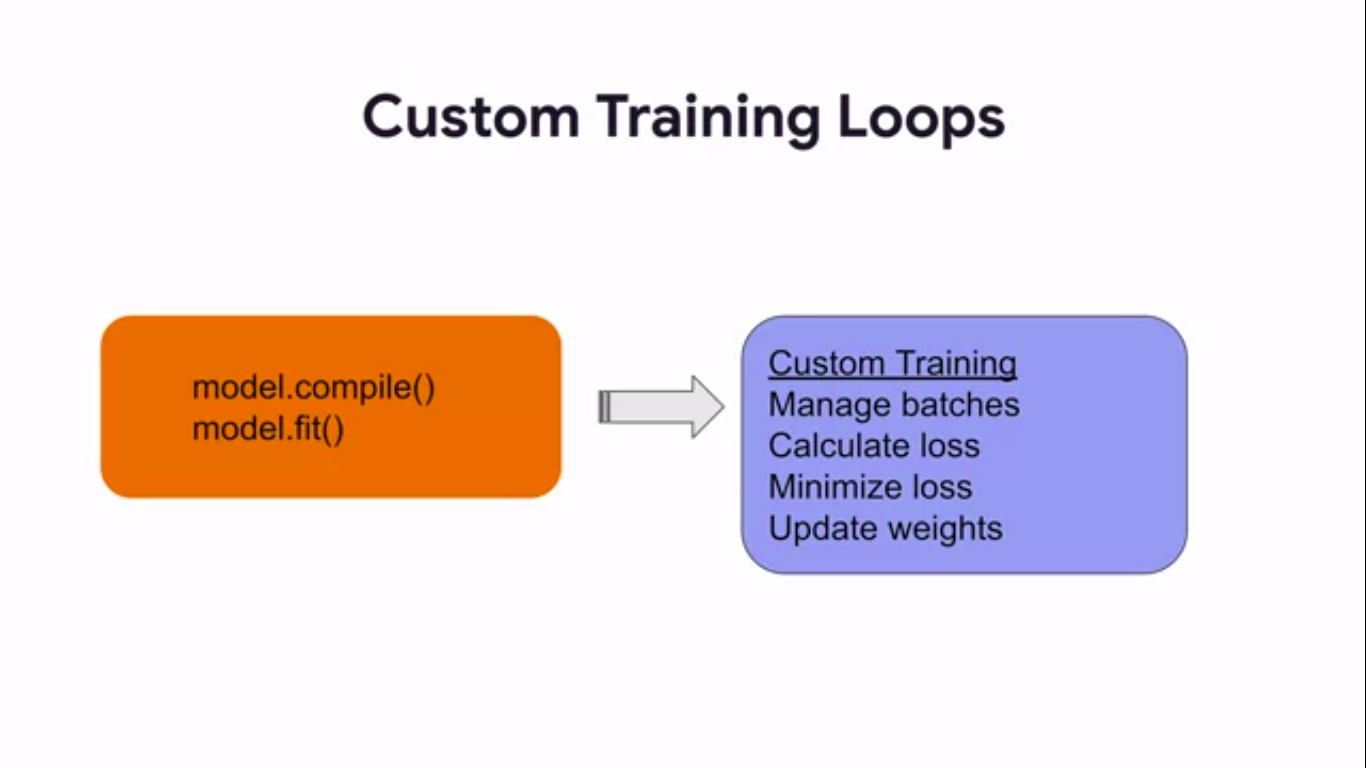 Custom Training Loops
model.compile()
model.fit()
Custom Training
Manage batches
Calculate loss
Minimize loss
Update weights